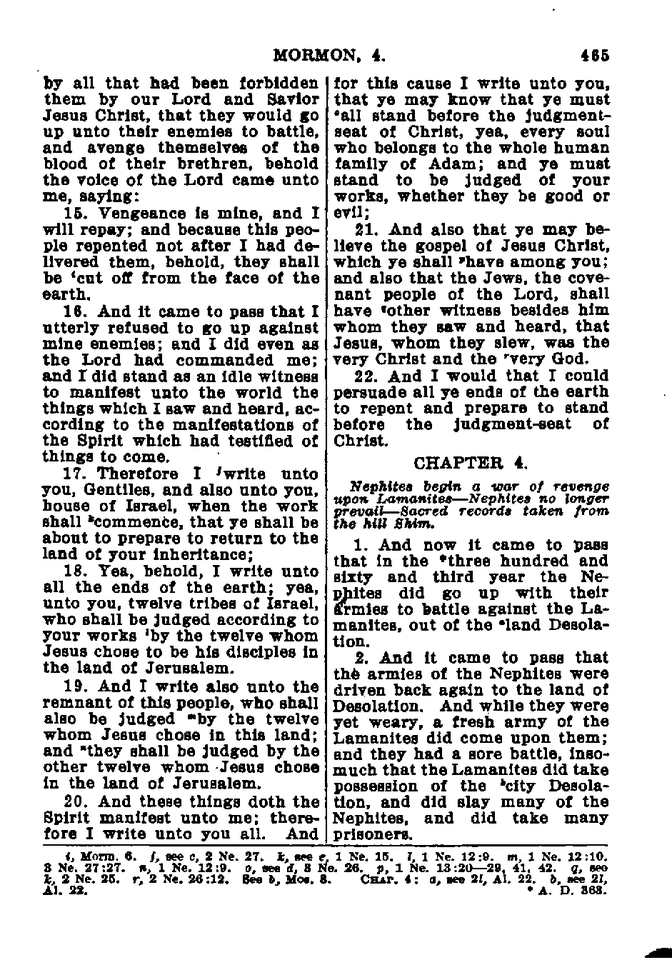 MORMON, 4. 465
by all that had been forbidden
them by our Lord and Savior
Jesus Christ, that they would go
up unto their enemies to battle,
and avenge themselves of the
blood of their brethren, behold
the voice of the Lord came unto
me, saying:
15. Vengeance is mine, and I
will repay; and because this peo-
ple repented not after I had de-
livered them, behold, they shall
be ⁱcut off from the face of the
earth.
16. And it came to pass that I
utterly refused to go up against
mine enemies; and I did even as
the Lord had commanded me;
and I did stand as an idle witness
to manifest unto the world the
things which I saw and heard, ac-
cording to the manifestations of
the Spirit which had testified of
things to come.
17. Therefore I ʲwrite unto
you, Gentiles, and also unto you,
house of Israel, when the work
shall ᵏcommence, that ye shall be
about to prepare to return to the
land of your inheritance;
18. Yea, behold, I write unto
all the ends of the earth; yea,
unto you, twelve tribes of Israel,
who shall be judged according to
your works ˡby the twelve whom
Jesus chose to be his disciples in
the land of Jerusalem.
19. And I write also unto the
remnant of this people, who shall
also be judged ᵐby the twelve
whom Jesus chose in this land;
and ⁿthey shall be judged by the
other twelve whom Jesus chose
in the land of Jerusalem.
20. And these things doth the
Spirit manifest unto me; there-
fore I write unto you all. And
for this cause I write unto you,
that ye may know that ye must
ᵒall stand before the judgment-
seat of Christ, yea, every soul
who belongs to the whole human
family of Adam; and ye must
stand to be judged of your
works, whether they be good or
evil;
21. And also that ye may be-
lieve the gospel of Jesus Christ,
which ye shall ᵖhave among you;
and also that the Jews, the cove-
nant people of the Lord, shall
have qother witness besides him
whom they saw and heard, that
Jesus, whom they slew, was the
very Christ and the ʳvery God.
22. And I would that I could
persuade all ye ends of the earth
to repent and prepare to stand
before the judgment-seat of
Christ.
CHAPTER 4.
Nephites begin a war of revenge
upon Lamanites—Nephites no longer
prevail—Sacred records taken from
the hill Shim.
1. And now it came to pass
that in the *three hundred and
sixty and third year the Ne-
phites did go up with their
armies to battle against the La-
manites, out of the ᵃland Desola-
tion.
2. And it came to pass that
the armies of the Nephites were
driven back again to the land of
Desolation. And while they were
yet weary, a fresh army of the
Lamanites did come upon them;
and they had a sore battle, inso-
much that the Lamanites did take
possession of the ᵇcity Desola-
tion, and did slay many of the
Nephites, and did take many
prisoners.
i, Morm. 6. j, see c, 2 Ne. 27. k, see e, 1 Ne. 15. l, 1 Ne. 12:9. m, 1 Ne. 12:10.
3 Ne. 27:27. n, 1 Ne. 12:9. o, see d, 3 Ne. 26. p, 1 Ne. 13:20—29, 41, 42. q, see
k, 2 Ne. 25. r, 2 Ne. 26:12. See b, Mos. 3. CHAP. 4: a, see 2l, Al. 22. b, see 2l,
Al. 22. * A. D. 363.